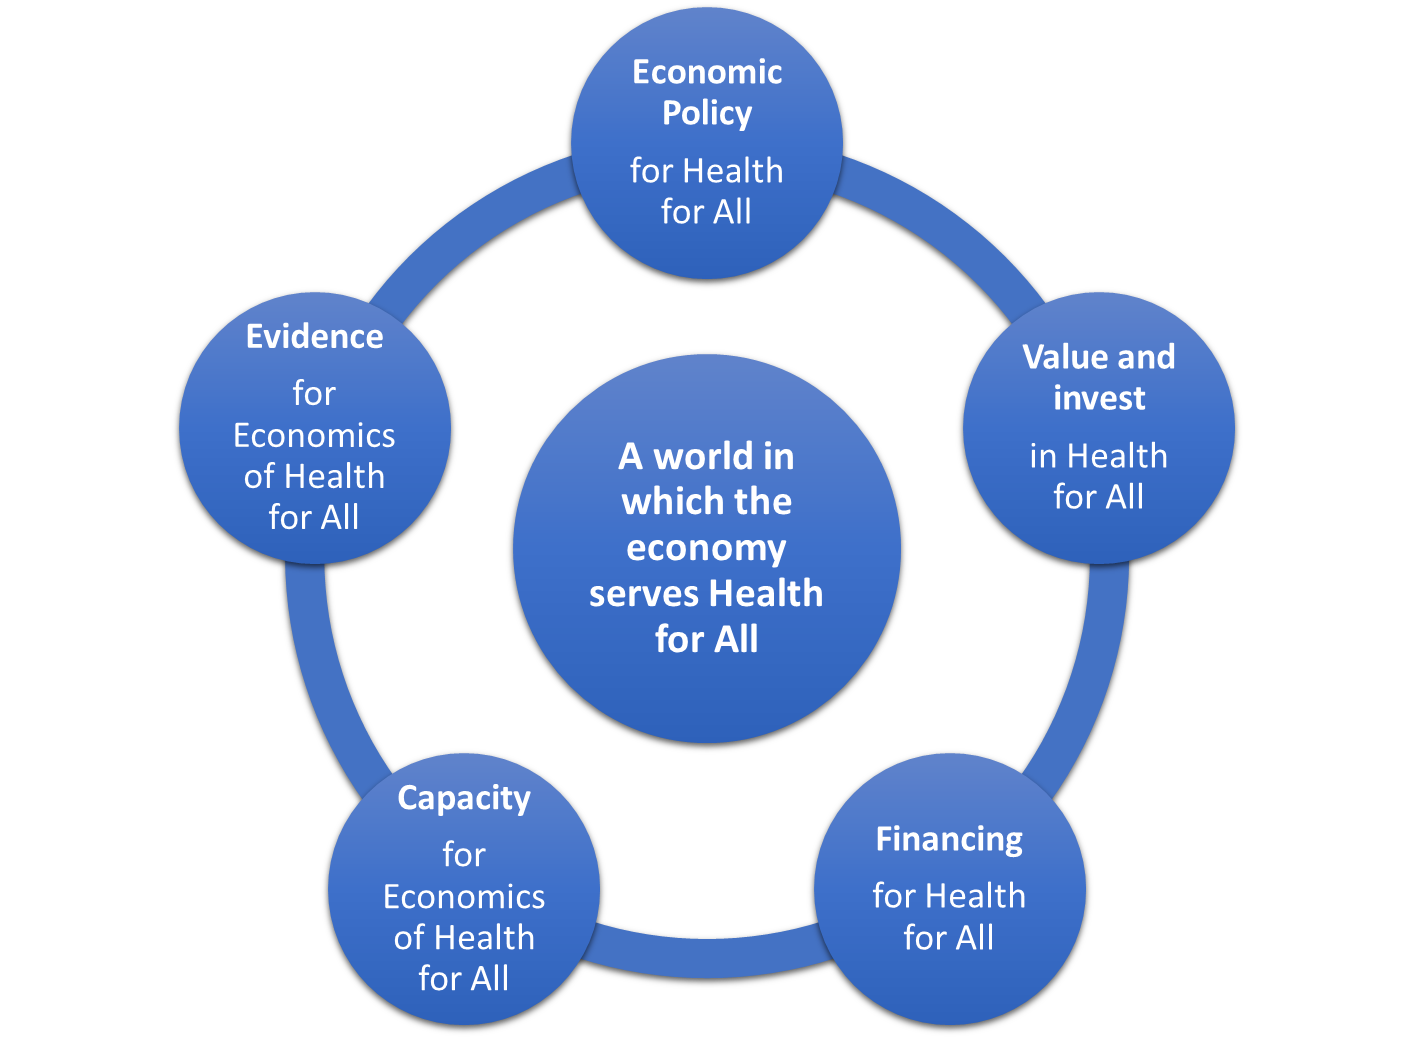 Economic
Policy
for Health
for All
Value and
invest
in Health
for All
Financing
for Health
for All
Capacity
for
Economics
of Health
for All
Evidence
for
Economics
of Health
for All
A world in
which the
economy
serves Health
for All